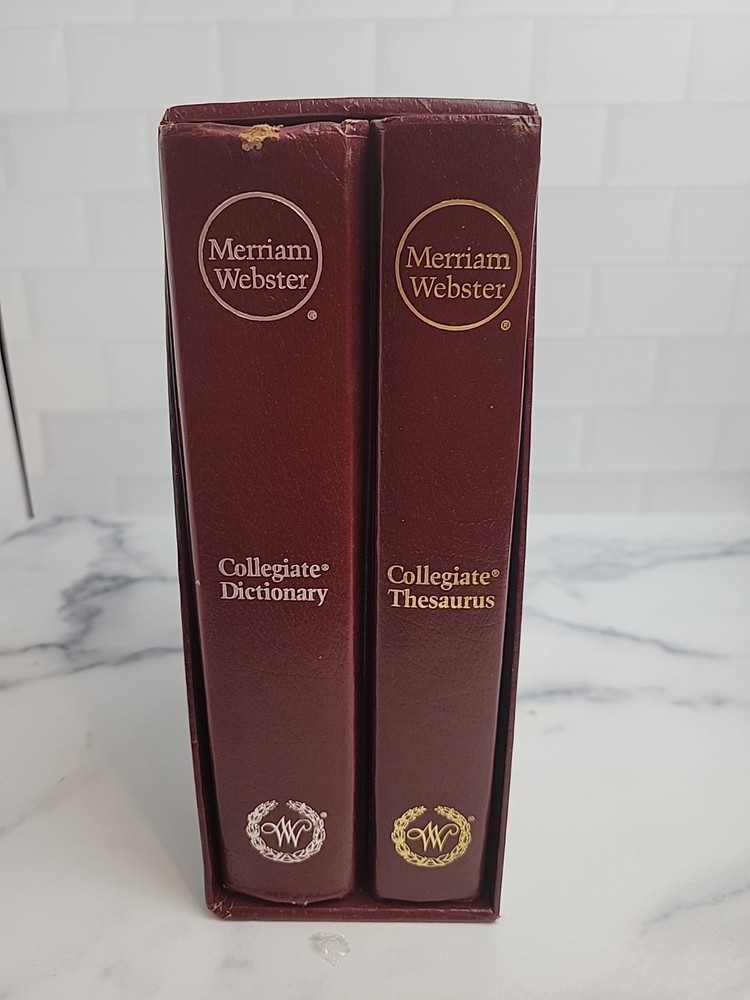 Merriam
Webster
®
Collegiate®
Dictionary
W®
Merriam
Webster
®
Collegiate®
Thesaurus
W®